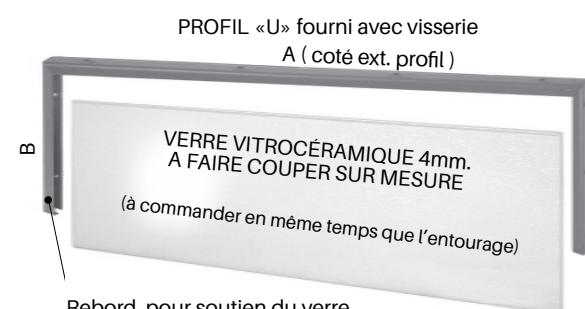 PROFIL «U» fourni avec visserie
A ( coté ext. profil )
B
VERRE VITROCÉRAMIQUE 4mm.
A FAIRE COUPER SUR MESURE
(à commander en même temps que l'entourage)
Rebord pour soutien du verre